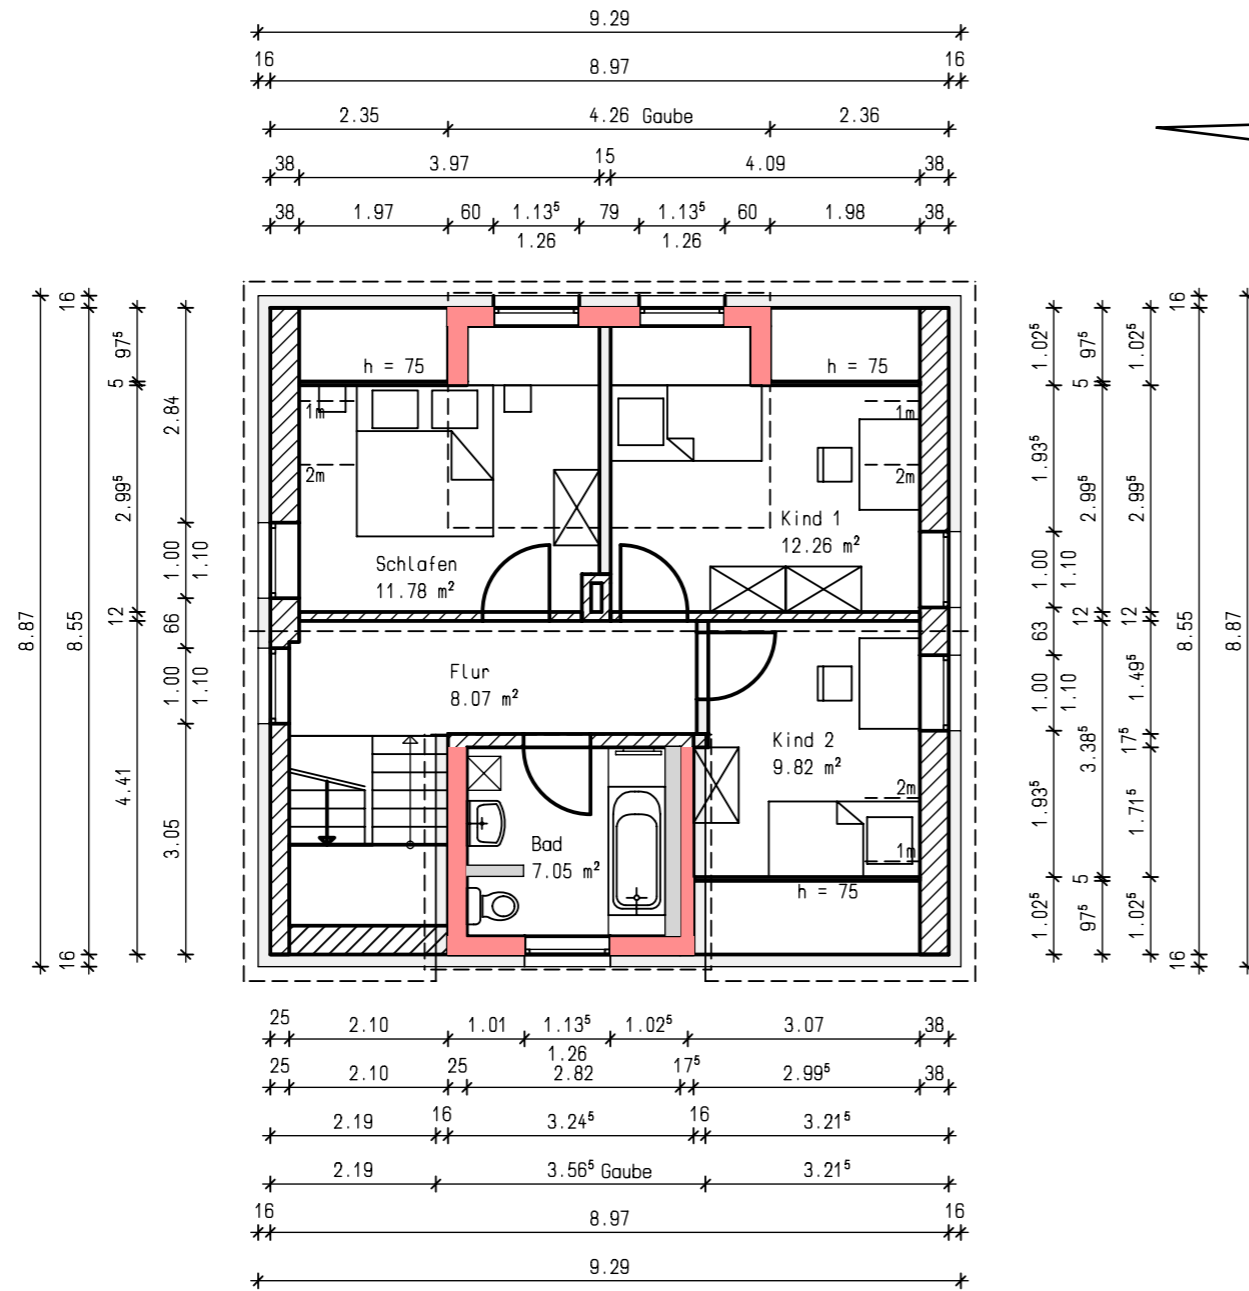 9.29
16 8.97 16
2.35 4.26 Gaube 2.36
38 3.97 15 4.09 38
38 1.97 60 1.13⁵ 79 1.13⁵ 60 1.98 38
1.26 1.26
8.87
16 8.55 16
97⁵ 5 2.99⁵ 12 4.41
2.84 1.00 66 1.00 3.05
1.10 1.10
h = 75
h = 75
1m
1m
2m
2m
Schlafen
11.78 m²
Kind 1
12.26 m²
Flur
8.07 m²
Kind 2
9.82 m²
Bad
7.05 m²
2m
1m
h = 75
1.02⁵ 1.93⁵ 1.00 63 1.00 1.93⁵ 1.02⁵
1.10 1.10
97⁵ 5 2.99⁵ 12 3.38⁵ 5 97⁵
1.02⁵ 2.99⁵ 12 1.49⁵ 17⁵ 1.71⁵ 1.02⁵
16 8.55 16
8.87
25 2.10 1.01 1.13⁵ 1.02⁵ 3.07 38
1.26
25 2.10 25 2.82 17⁵ 2.99⁵ 38
2.19 16 3.24⁵ 16 3.21⁵
2.19 3.56⁵ Gaube 3.21⁵
16 8.97 16
9.29